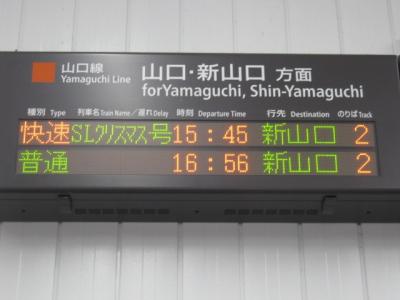 山口線 山口・新山口 方面
Yamaguchi Line forYamaguchi, Shin-Yamaguchi
種別 Type 列車名 Train Name / 遅れ Delay 時刻 Departure Time 行先 Destination のりば Track
快速 SLクリスマス号 15:45 新山口 2
普通 16:56 新山口 2